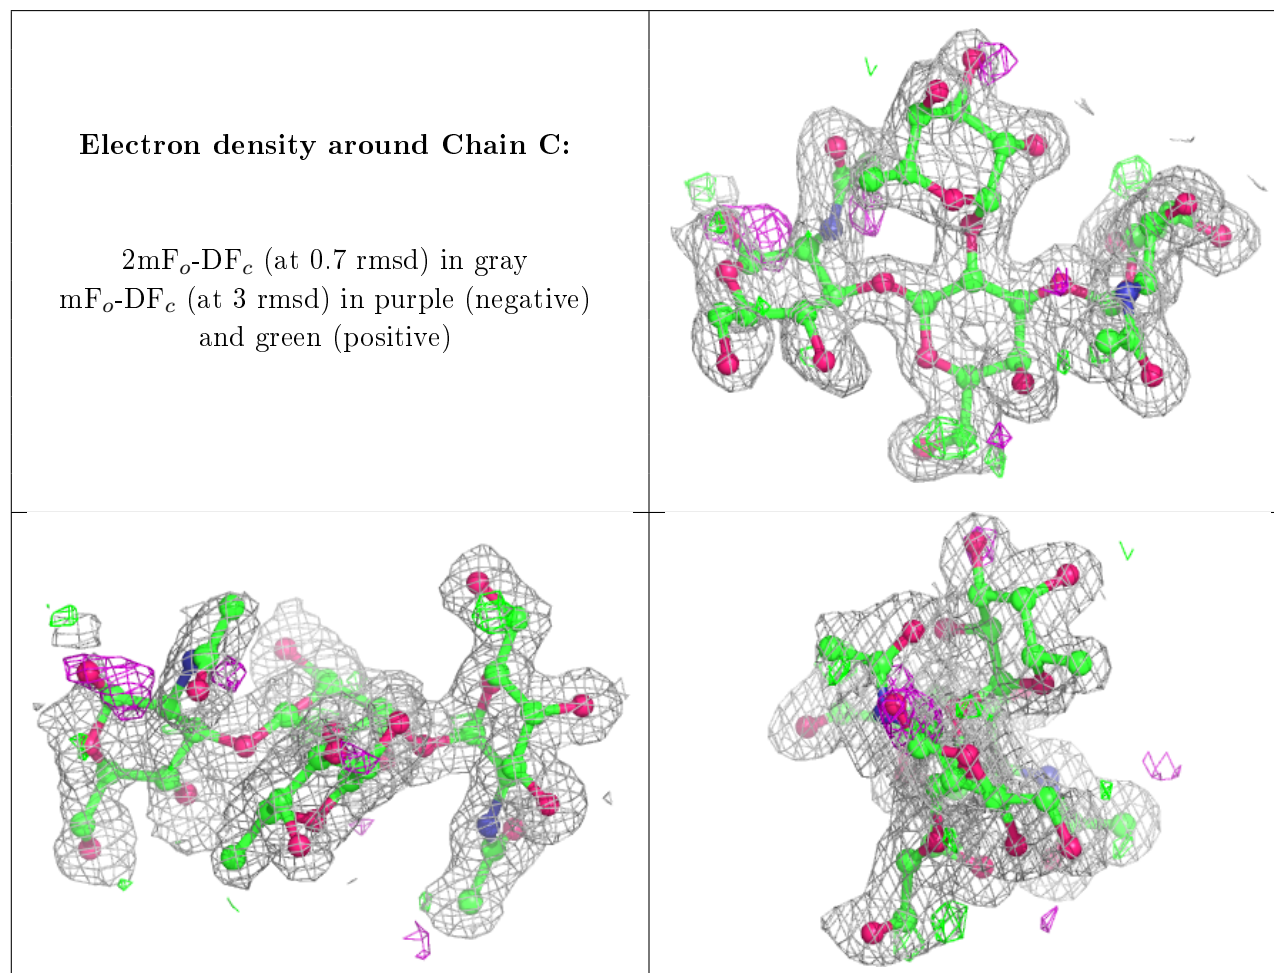 Electron density around Chain C:
2mFₒ-DF𝒸 (at 0.7 rmsd) in gray
mFₒ-DF𝒸 (at 3 rmsd) in purple (negative)
and green (positive)